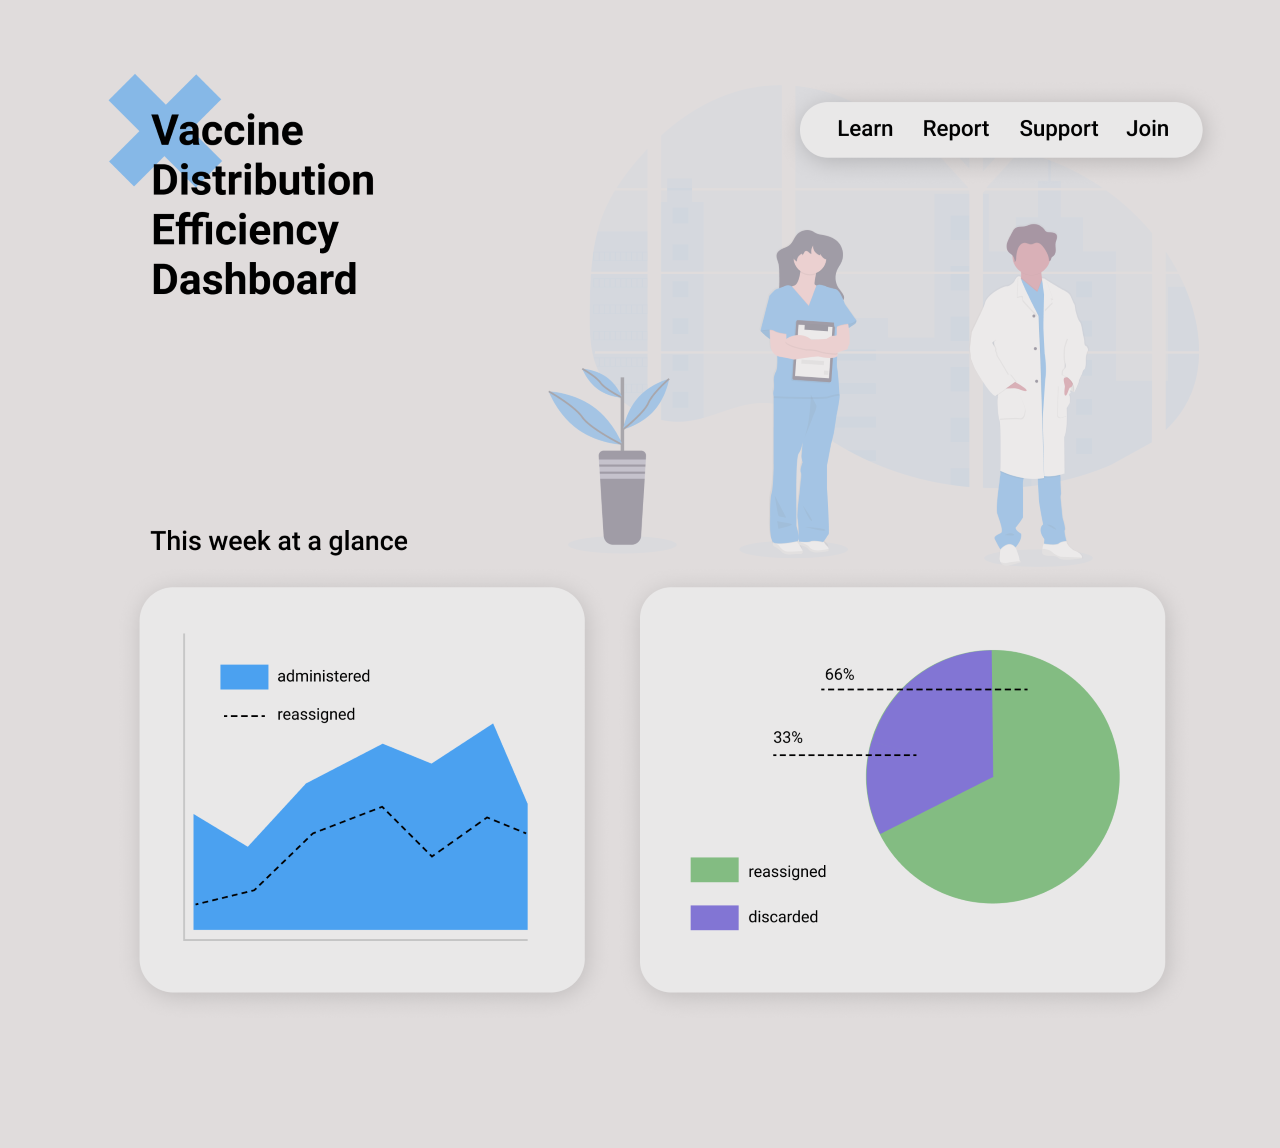 Vaccine
Distribution
Efficiency
Dashboard
Learn Report Support Join
This week at a glance
administered
reassigned
66%
33%
reassigned
discarded